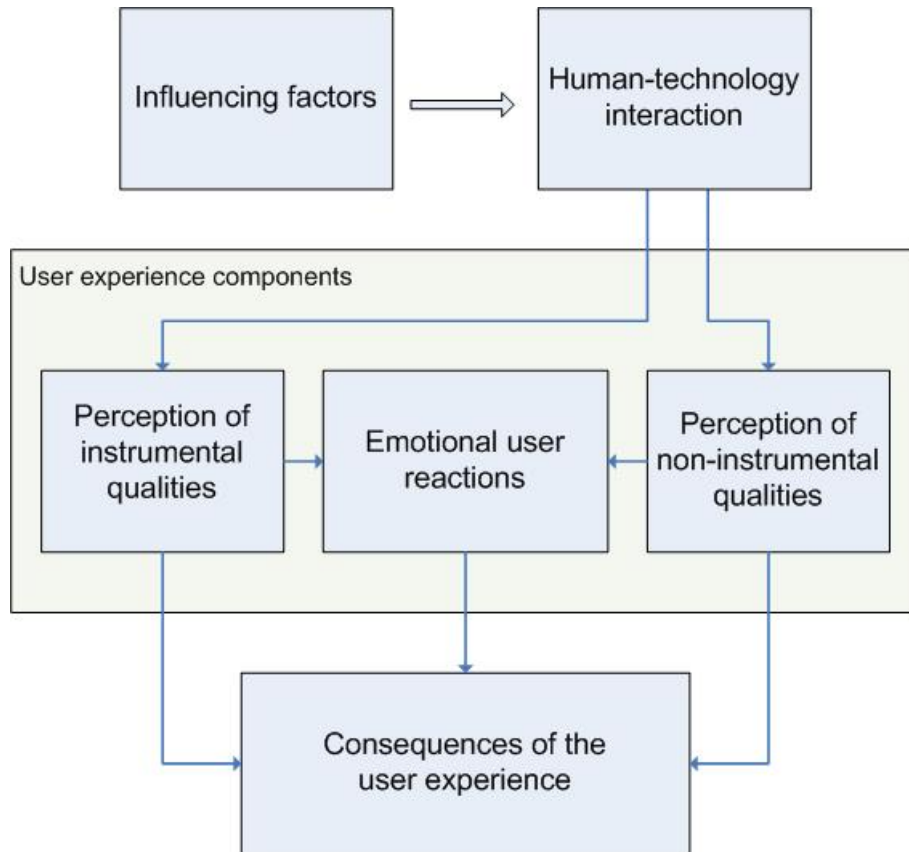 Influencing factors
Human-technology
interaction
User experience components
Perception of
instrumental
qualities
Emotional user
reactions
Perception of
non-instrumental
qualities
Consequences of the
user experience